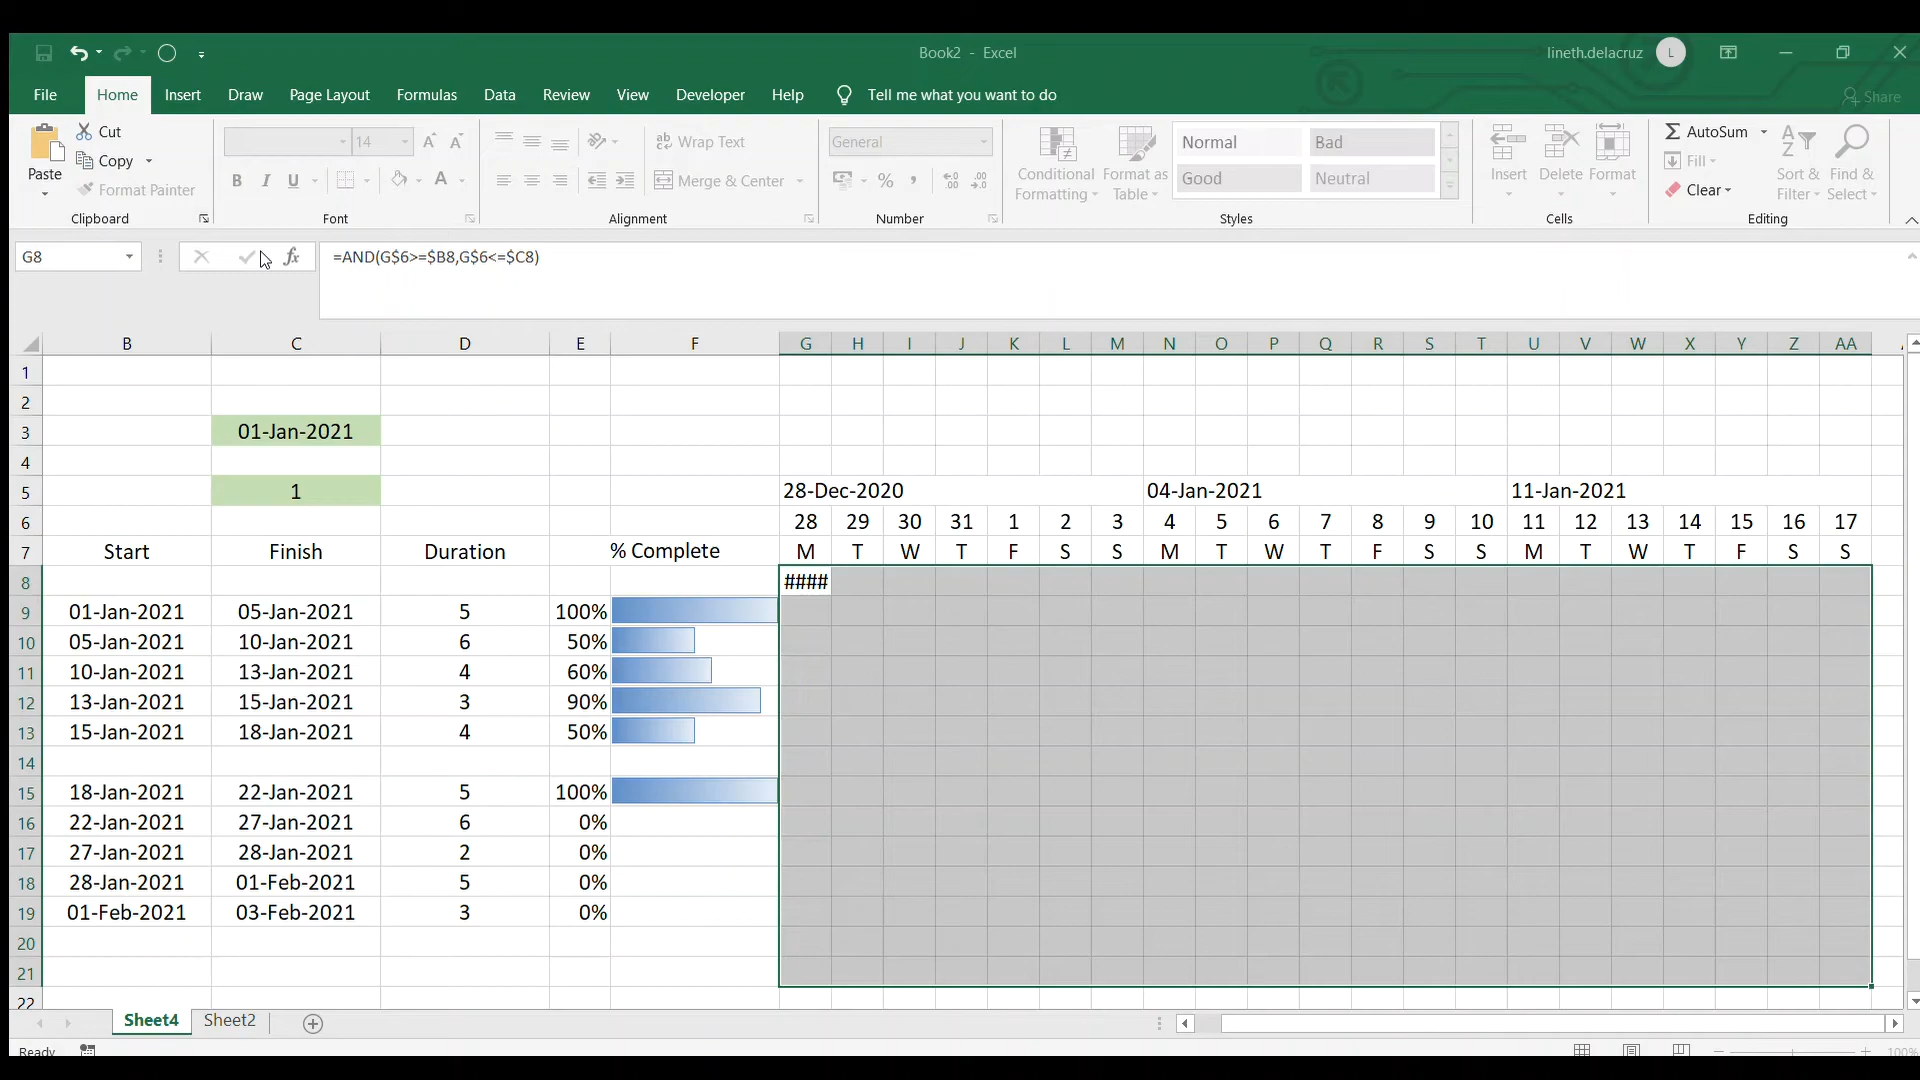 Book2 - Excel
lineth.delacruz L
File Home Insert Draw Page Layout Formulas Data Review View Developer Help Tell me what you want to do Share
Paste Cut Copy Format Painter
Clipboard
14
B I U A
Font
ab Wrap Text
Merge & Center
Alignment
General
%
Number
Conditional Formatting
Format as Table
Normal Bad
Good Neutral
Styles
Insert Delete Format
Cells
AutoSum
Fill
Clear
Sort & Filter
Find & Select
Editing
G8 fx =AND(G$6>=$B8,G$6<=$C8)
B C D E F G H I J K L M N O P Q R S T U V W X Y Z AA
1
2
3 01-Jan-2021
4
5 1 28-Dec-2020 04-Jan-2021 11-Jan-2021
6 28 29 30 31 1 2 3 4 5 6 7 8 9 10 11 12 13 14 15 16 17
7 Start Finish Duration % Complete M T W T F S S M T W T F S S M T W T F S S
8 ####
9 01-Jan-2021 05-Jan-2021 5 100%
10 05-Jan-2021 10-Jan-2021 6 50%
11 10-Jan-2021 13-Jan-2021 4 60%
12 13-Jan-2021 15-Jan-2021 3 90%
13 15-Jan-2021 18-Jan-2021 4 50%
14
15 18-Jan-2021 22-Jan-2021 5 100%
16 22-Jan-2021 27-Jan-2021 6 0%
17 27-Jan-2021 28-Jan-2021 2 0%
18 28-Jan-2021 01-Feb-2021 5 0%
19 01-Feb-2021 03-Feb-2021 3 0%
20
21
22
Sheet4 Sheet2
Ready 100%